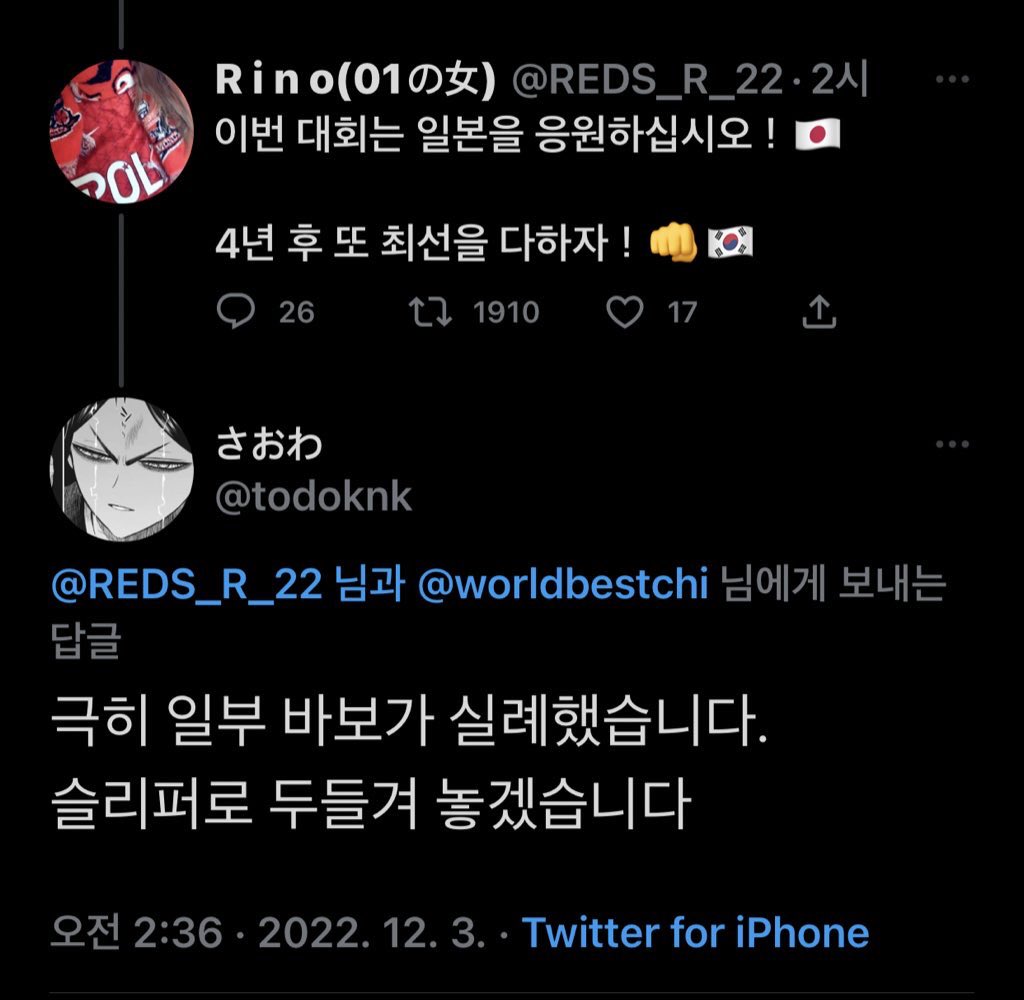 Rino(01の女) @REDS_R_22 · 2시
이번 대회는 일본을 응원하십시오 ! 🇯🇵
4년 후 또 최선을 다하자 ! 👊🇰🇷
26 1910 17
さおわ
@todoknk
@REDS_R_22 님과 @worldbestchi 님에게 보내는
답글
극히 일부 바보가 실례했습니다.
슬리퍼로 두들겨 놓겠습니다
오전 2:36 · 2022. 12. 3. · Twitter for iPhone